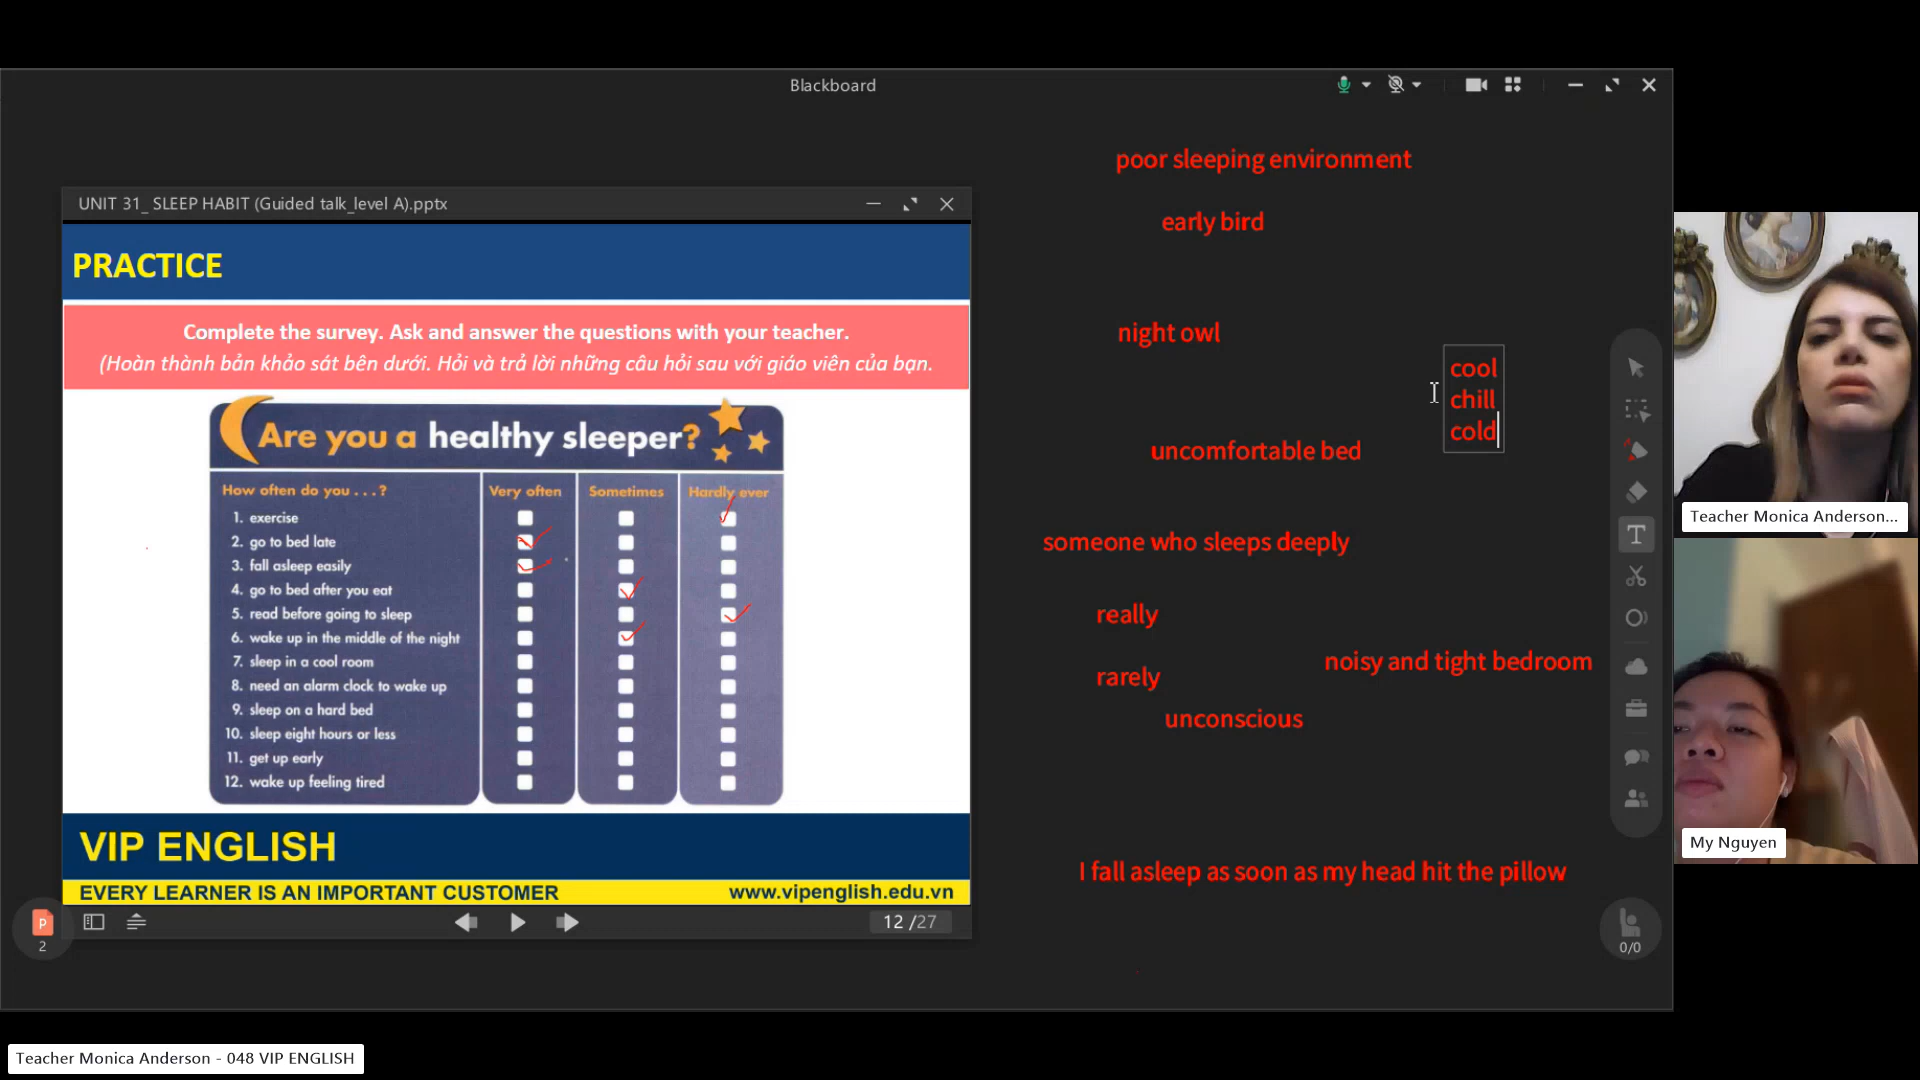 Blackboard
UNIT 31_ SLEEP HABIT (Guided talk_level A).pptx
PRACTICE
Complete the survey. Ask and answer the questions with your teacher.
(Hoàn thành bản khảo sát bên dưới. Hỏi và trả lời những câu hỏi sau với giáo viên của bạn.
Are you a healthy sleeper?
How often do you . . . ? Very often Sometimes Hardly ever
1. exercise
2. go to bed late
3. fall asleep easily
4. go to bed after you eat
5. read before going to sleep
6. wake up in the middle of the night
7. sleep in a cool room
8. need an alarm clock to wake up
9. sleep on a hard bed
10. sleep eight hours or less
11. get up early
12. wake up feeling tired
VIP ENGLISH
EVERY LEARNER IS AN IMPORTANT CUSTOMER www.vipenglish.edu.vn
P
2
12 /27
poor sleeping environment
early bird
night owl
cool
chill
cold
uncomfortable bed
someone who sleeps deeply
really
noisy and tight bedroom
rarely
unconscious
I fall asleep as soon as my head hit the pillow
T
0/0
Teacher Monica Anderson...
My Nguyen
Teacher Monica Anderson - 048 VIP ENGLISH